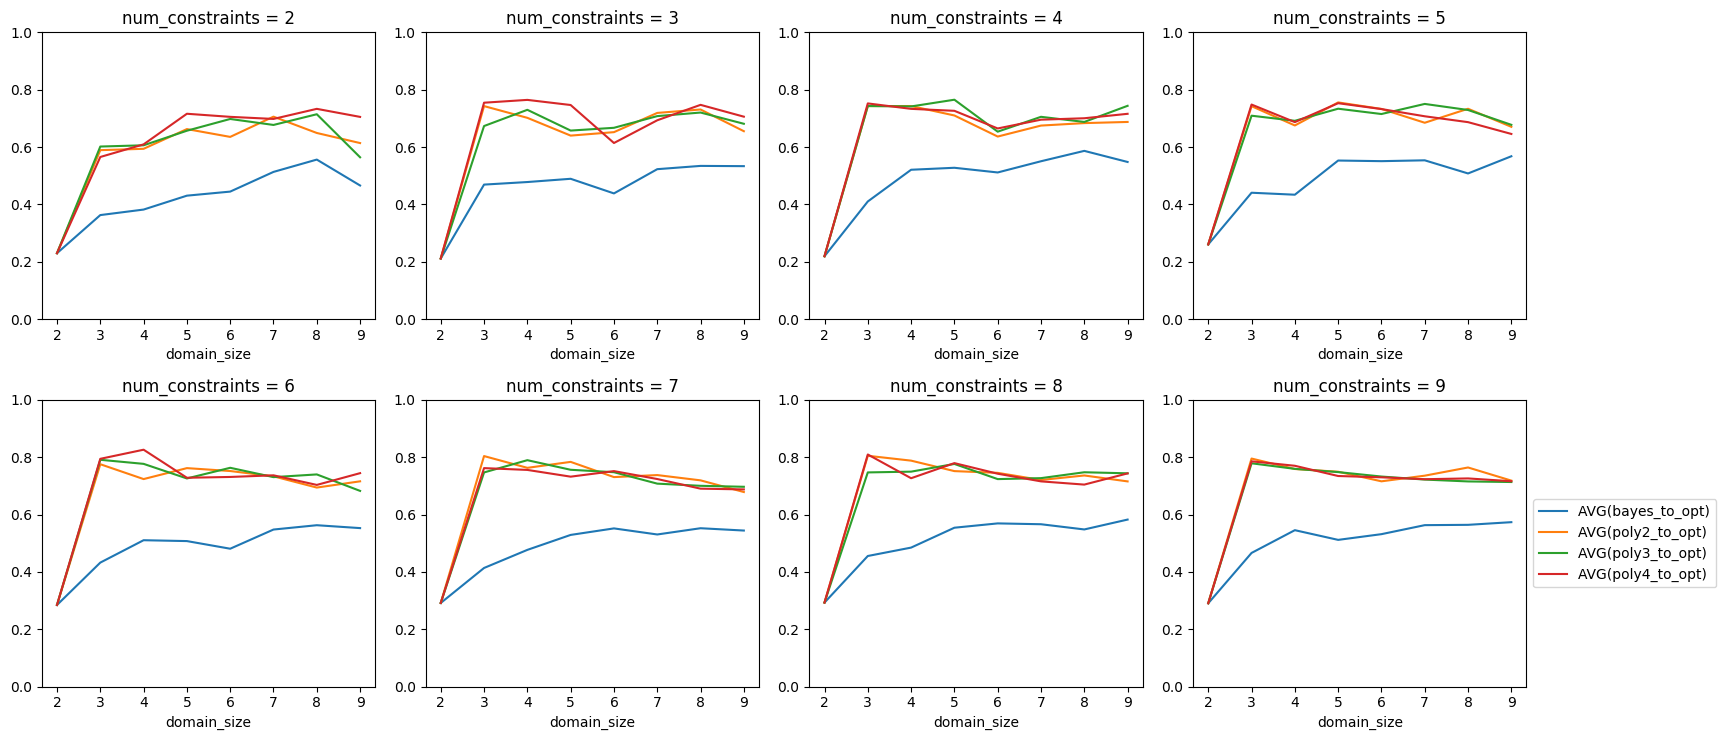 num_constraints = 2
1.0
0.8
0.6
0.4
0.2
0.0
2 3 4 5 6 7 8 9
domain_size
num_constraints = 3
1.0
0.8
0.6
0.4
0.2
0.0
2 3 4 5 6 7 8 9
domain_size
num_constraints = 4
1.0
0.8
0.6
0.4
0.2
0.0
2 3 4 5 6 7 8 9
domain_size
num_constraints = 5
1.0
0.8
0.6
0.4
0.2
0.0
2 3 4 5 6 7 8 9
domain_size
num_constraints = 6
1.0
0.8
0.6
0.4
0.2
0.0
2 3 4 5 6 7 8 9
domain_size
num_constraints = 7
1.0
0.8
0.6
0.4
0.2
0.0
2 3 4 5 6 7 8 9
domain_size
num_constraints = 8
1.0
0.8
0.6
0.4
0.2
0.0
2 3 4 5 6 7 8 9
domain_size
num_constraints = 9
1.0
0.8
0.6
0.4
0.2
0.0
2 3 4 5 6 7 8 9
domain_size
AVG(bayes_to_opt)
AVG(poly2_to_opt)
AVG(poly3_to_opt)
AVG(poly4_to_opt)